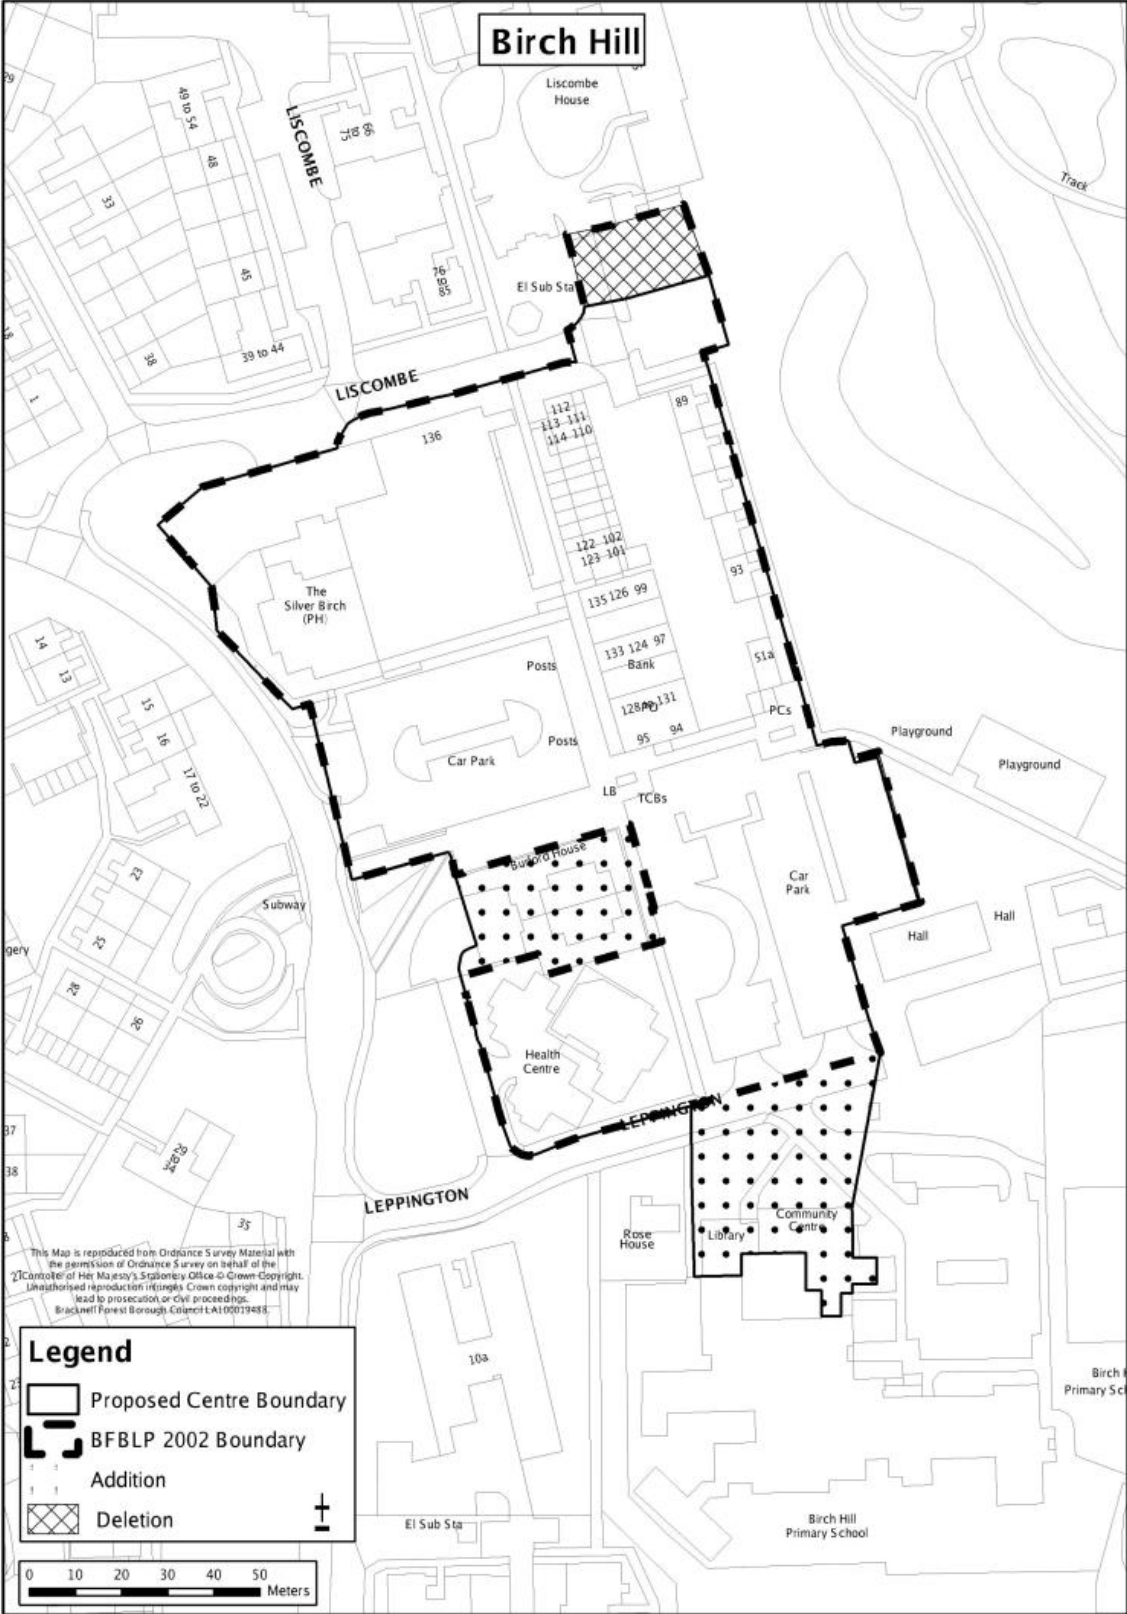 Birch Hill
Liscombe
House
49 to 54
LISCOMBE
66
to
75
48
33
Track
45
76
to
85
El Sub Sta
38
39 to 44
LISCOMBE
1
89
112
113 111
114 110
136
122 102
123 101
93
The
Silver Birch
(PH)
135 126 99
14
13
133 124 97
Bank
Posts
51a
15
16
17 to 22
131
PCs
94
95
Posts
Car Park
Playground
Playground
LB
TCBs
House
Car
Park
23
Subway
Hall
Hall
25
gery
28
26
Health
Centre
LEPPINGTON
37
38
LEPPINGTON
35
Rose
House
Library
Community
Centre
This Map is reproduced from Ordnance Survey Material with
the permission of Ordnance Survey on behalf of the
Controller of Her Majesty's Stationery Office © Crown Copyright.
Unauthorised reproduction infringes Crown copyright and may
lead to prosecution or civil proceedings.
Bracknell Forest Borough Council LA100019488.
10a
Legend
Proposed Centre Boundary
BFBLP 2002 Boundary
Addition
Deletion
Birch H
Primary Sch
El Sub Sta
Birch Hill
Primary School
0 10 20 30 40 50
Meters